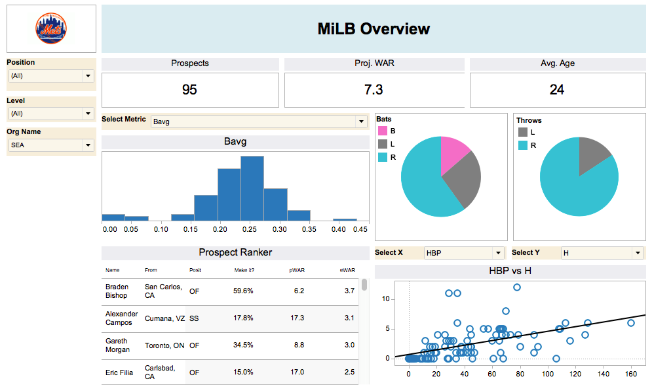 Mets
MiLB Overview
Position
(All)
Level
(All)
Org Name
SEA
Prospects
Proj. WAR
Avg. Age
95
7.3
24
Select Metric
Bavg
Bavg
0.00 0.05 0.10 0.15 0.20 0.25 0.30 0.35 0.40 0.45
Bats
B
L
R
Throws
L
R
Prospect Ranker
Name From Posit Make it? pWAR eWAR
Braden Bishop San Carlos, CA OF 59.6% 6.2 3.7
Alexander Campos Cumana, VZ SS 17.8% 17.3 3.1
Gareth Morgan Toronto, ON OF 34.5% 8.8 3.0
Eric Filia Carlsbad, CA OF 15.0% 17.0 2.5
Select X
HBP
Select Y
H
HBP vs H
10
5
0
0 20 40 60 80 100 120 140 160